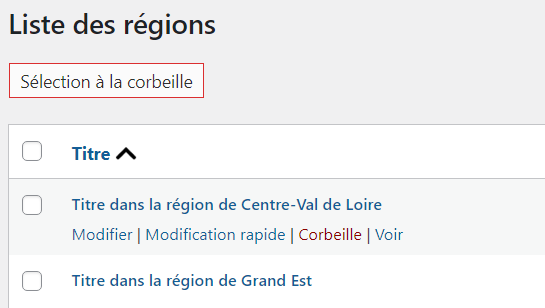 Liste des régions
Sélection à la corbeille
Titre
Titre dans la région de Centre-Val de Loire
Modifier | Modification rapide | Corbeille | Voir
Titre dans la région de Grand Est